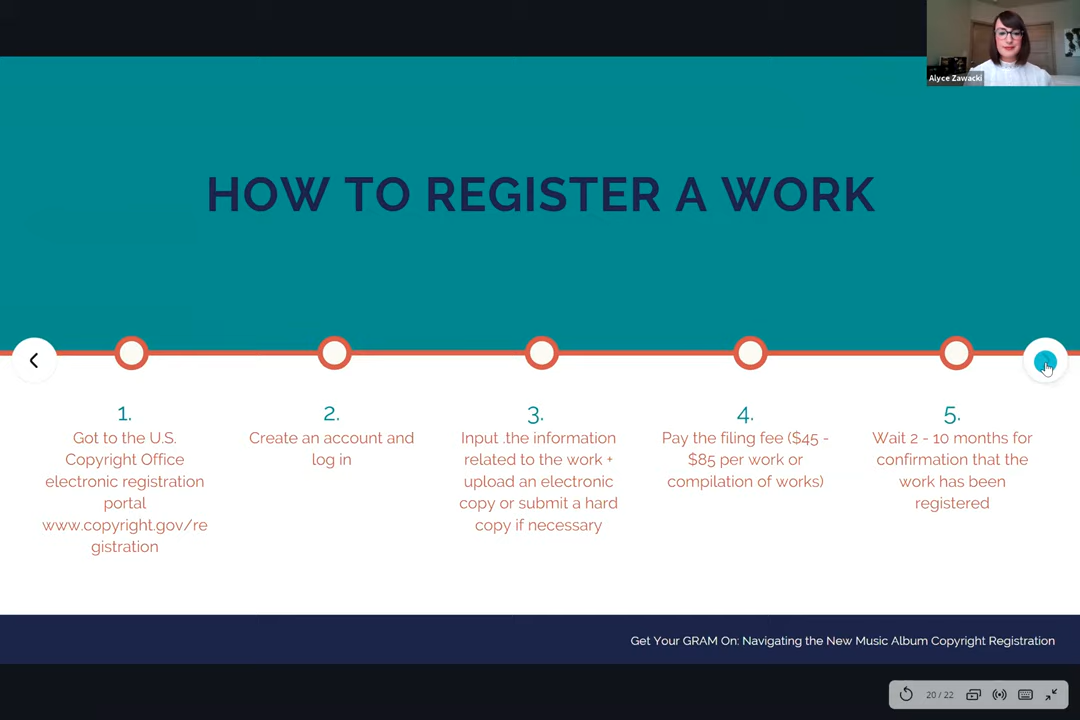 Alyce Zawacki
HOW TO REGISTER A WORK
1.
Got to the U.S.
Copyright Office
electronic registration
portal
www.copyright.gov/re
gistration
2.
Create an account and
log in
3.
Input .the information
related to the work +
upload an electronic
copy or submit a hard
copy if necessary
4.
Pay the filing fee ($45 -
$85 per work or
compilation of works)
5.
Wait 2 - 10 months for
confirmation that the
work has been
registered
Get Your GRAM On: Navigating the New Music Album Copyright Registration
20 / 22